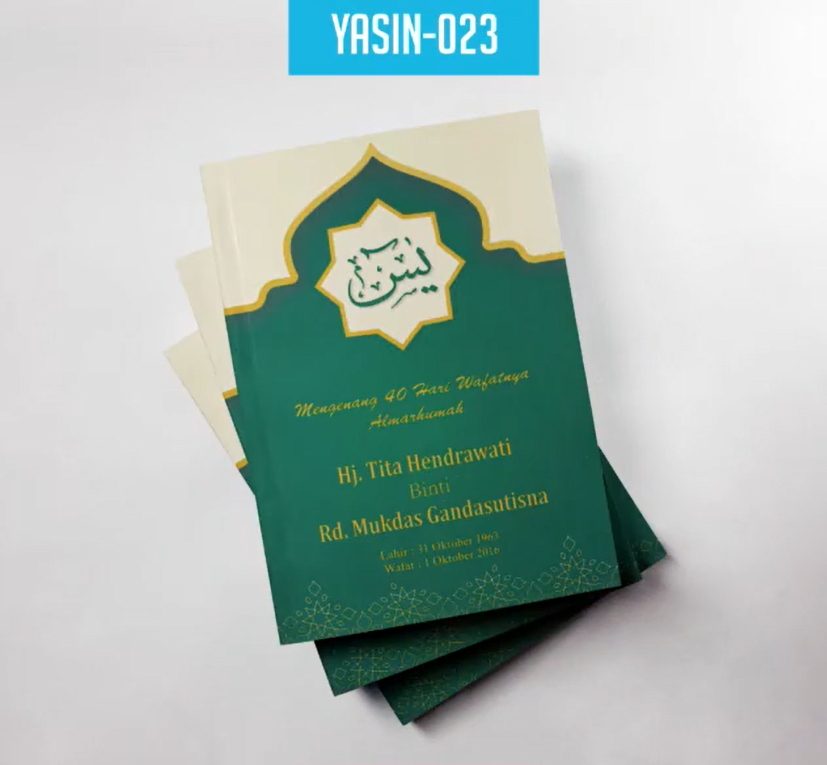 YASIN-023
يس
Mengenang 40 Hari Wafatnya
Almarhumah
Hj. Tita Hendrawati
Binti
Rd. Mukdas Gandasutisna
Lahir : 31 Oktober 1963
Wafat : 1 Oktober 2016